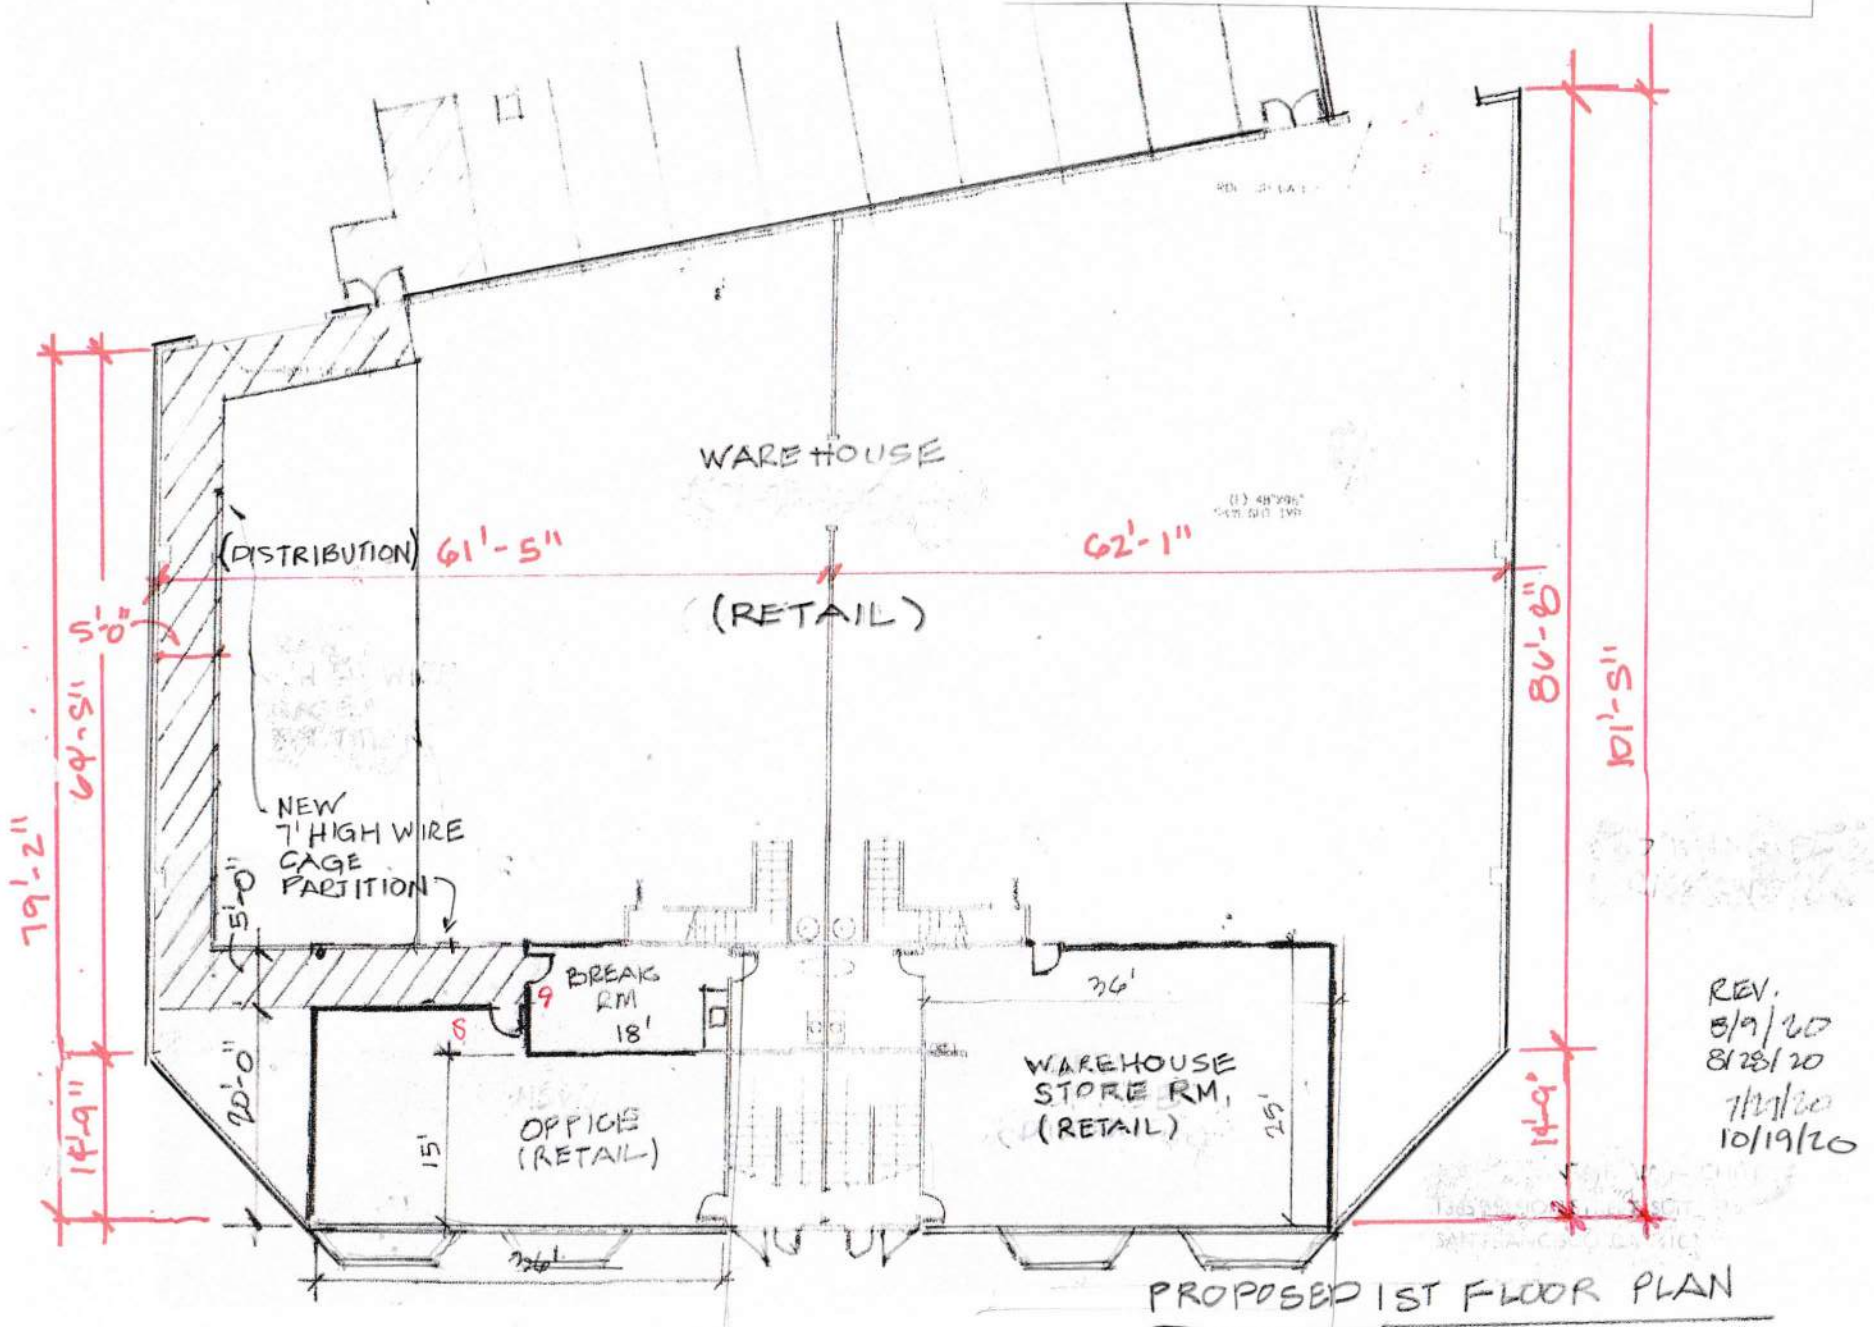 WAREHOUSE
(DISTRIBUTION)
61'-5"
62'-1"
(RETAIL)
5'-0"
64'-5"
79'-2"
14'-9"
86'-8"
101'-5"
14'-9"
NEW
7' HIGH WIRE
CAGE
PARTITION
5'-0"
20'-0"
BREAK
RM
18'
9
8
15'
OFFICE
(RETAIL)
36'
36'
WAREHOUSE
STORE RM.
(RETAIL)
25'
REV.
8/9/20
8/28/20
10/19/20
PROPOSED 1ST FLOOR PLAN